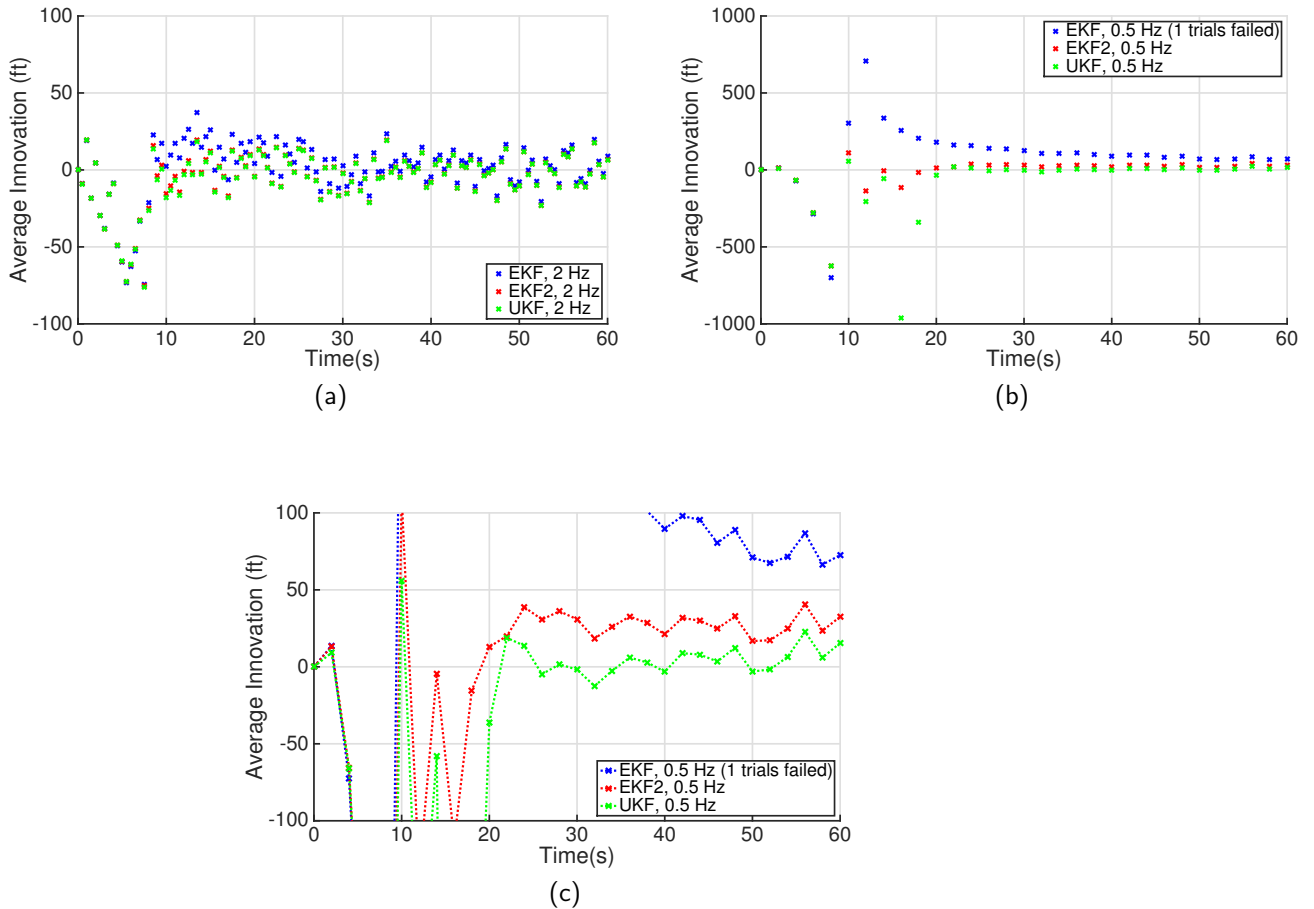 100
50
0
-50
-100
Average Innovation (ft)
0 10 20 30 40 50 60
Time(s)
EKF, 2 Hz
EKF2, 2 Hz
UKF, 2 Hz
(a)
1000
500
0
-500
-1000
Average Innovation (ft)
0 10 20 30 40 50 60
Time(s)
EKF, 0.5 Hz (1 trials failed)
EKF2, 0.5 Hz
UKF, 0.5 Hz
(b)
100
50
0
-50
-100
Average Innovation (ft)
0 10 20 30 40 50 60
Time(s)
EKF, 0.5 Hz (1 trials failed)
EKF2, 0.5 Hz
UKF, 0.5 Hz
(c)